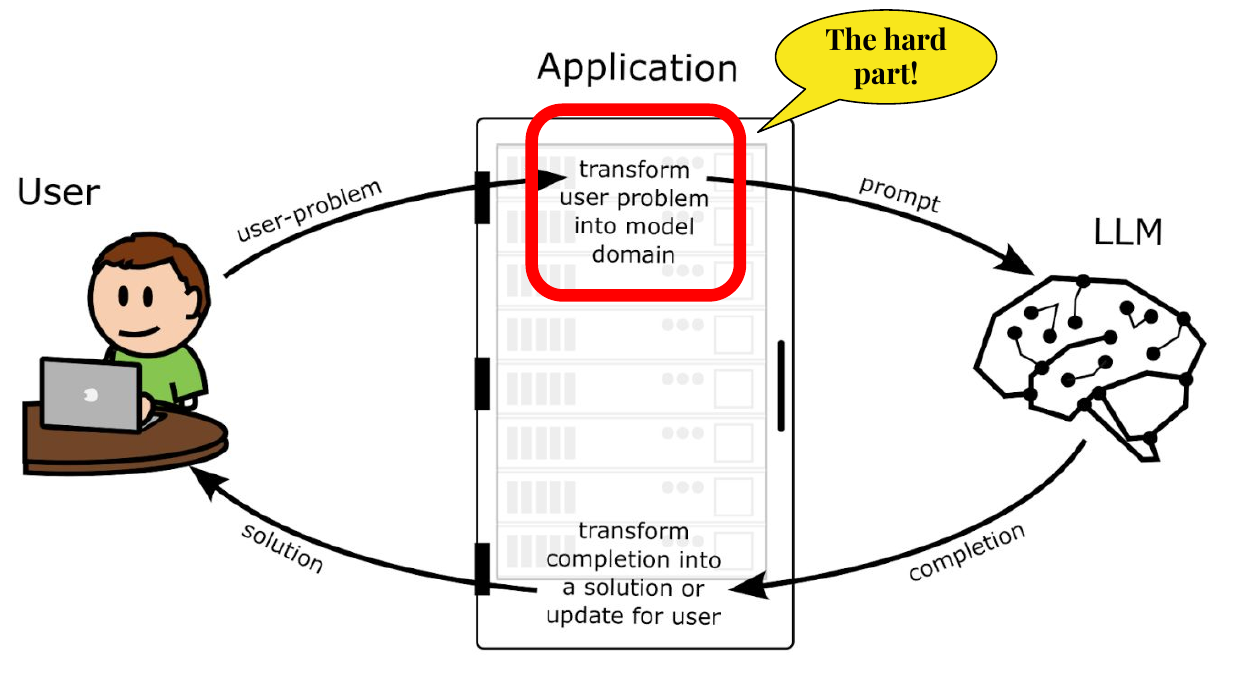 The hard
part!
Application
User
user-problem
transform
user problem
into model
domain
prompt
LLM
solution
transform
completion into
a solution or
update for user
completion